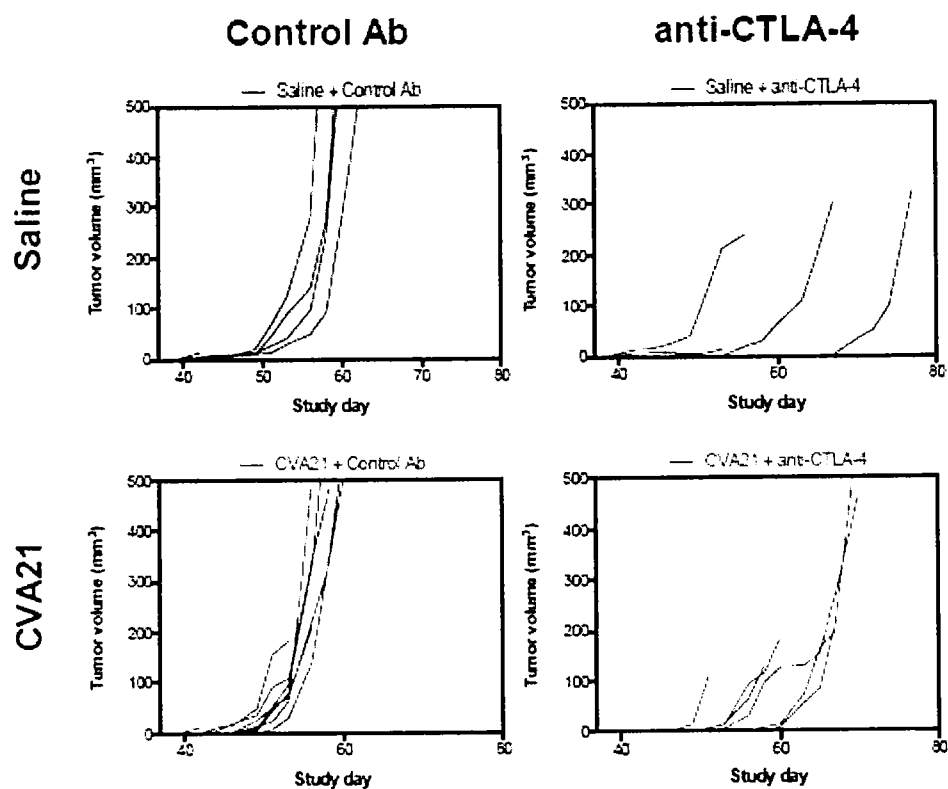 Control Ab
anti-CTLA-4
Saline
— Saline + Control Ab
500
400
300
200
100
0
Tumor volume (mm³)
40
50
60
70
80
Study day
— Saline + anti-CTLA-4
500
400
300
200
100
0
Tumor volume (mm³)
40
60
80
Study day
CVA21
— CVA21 + Control Ab
500
400
300
200
100
0
Tumor volume (mm³)
40
60
80
Study day
— CVA21 + anti-CTLA-4
500
400
300
200
100
0
Tumor volume (mm³)
40
60
80
Study day